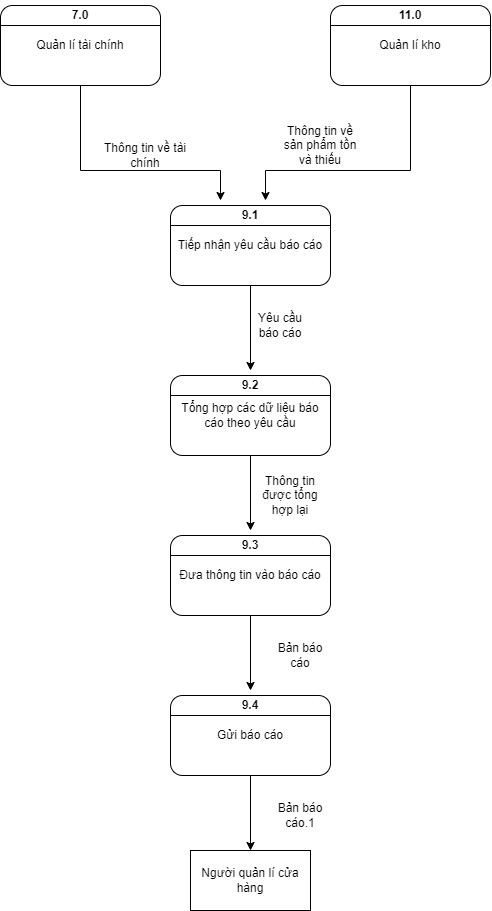 7.0
Quản lí tài chính
11.0
Quản lí kho
Thông tin về tài
chính
Thông tin về
sản phẩm tồn
và thiếu
9.1
Tiếp nhận yêu cầu báo cáo
Yêu cầu
báo cáo
9.2
Tổng hợp các dữ liệu báo
cáo theo yêu cầu
Thông tin
được tổng
hợp lại
9.3
Đưa thông tin vào báo cáo
Bản báo
cáo
9.4
Gửi báo cáo
Bản báo
cáo.1
Người quản lí cửa
hàng